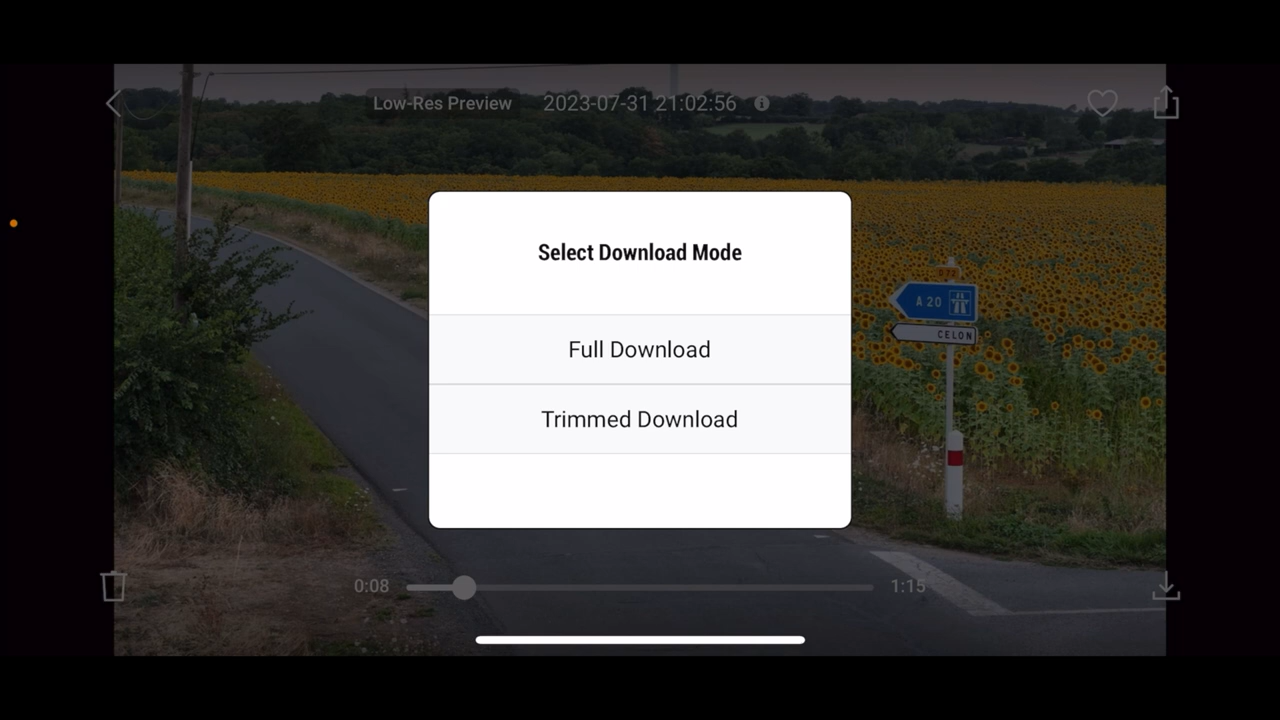 Low-Res Preview 2023-07-31 21:02:56
Select Download Mode
Full Download
Trimmed Download
A 20
CELON
0:08 1:15